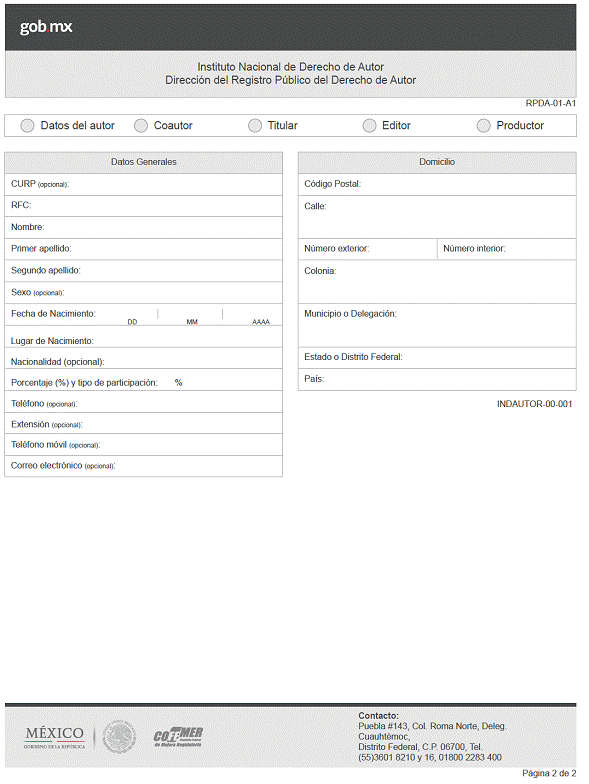 gob.mx
Instituto Nacional de Derecho de Autor
Dirección del Registro Público del Derecho de Autor
RPDA-01-A1
Datos del autor
Coautor
Titular
Editor
Productor
Datos Generales
CURP (opcional):
RFC:
Nombre:
Primer apellido:
Segundo apellido:
Sexo (opcional):
Fecha de Nacimiento:
DD MM AAAA
Lugar de Nacimiento:
Nacionalidad (opcional):
Porcentaje (%) y tipo de participación: %
Teléfono (opcional):
Extensión (opcional):
Teléfono móvil (opcional):
Correo electrónico (opcional):
Domicilio
Código Postal:
Calle:
Número exterior: Número interior:
Colonia:
Municipio o Delegación:
Estado o Distrito Federal:
País:
INDAUTOR-00-001
MÉXICO
GOBIERNO DE LA REPÚBLICA
COFEMER
de Mejora Regulatoria
Contacto:
Puebla #143, Col. Roma Norte, Deleg.
Cuauhtémoc,
Distrito Federal, C.P. 06700, Tel.
(55)3601 8210 y 16, 01800 2283 400
Página 2 de 2